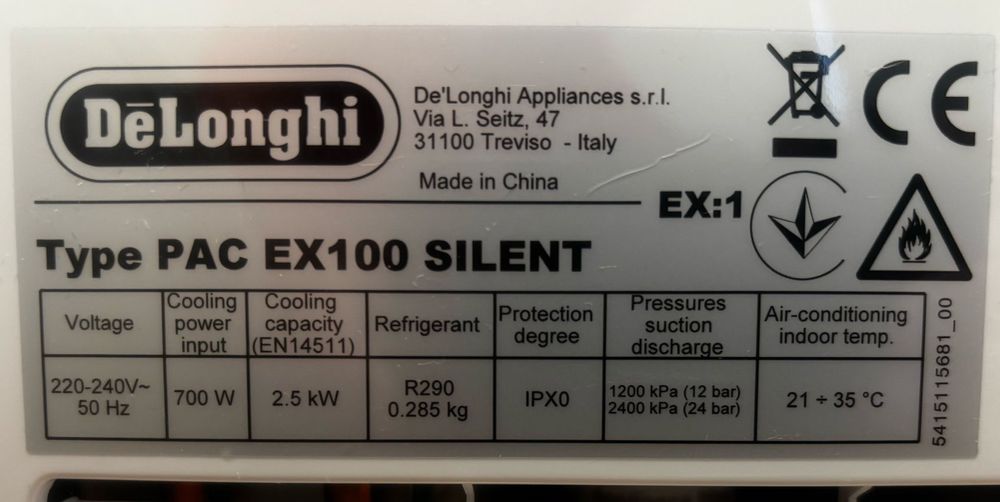 DeLonghi
De'Longhi Appliances s.r.l.
Via L. Seitz, 47
31100 Treviso - Italy
Made in China
CE
EX:1
Type PAC EX100 SILENT
Voltage
Cooling
power
input
Cooling
capacity
(EN14511)
Refrigerant
Protection
degree
Pressures
suction
discharge
Air-conditioning
indoor temp.
220-240V~
50 Hz
700 W
2.5 kW
R290
0.285 kg
IPX0
1200 kPa (12 bar)
2400 kPa (24 bar)
21 ÷ 35 °C
5415115681_00